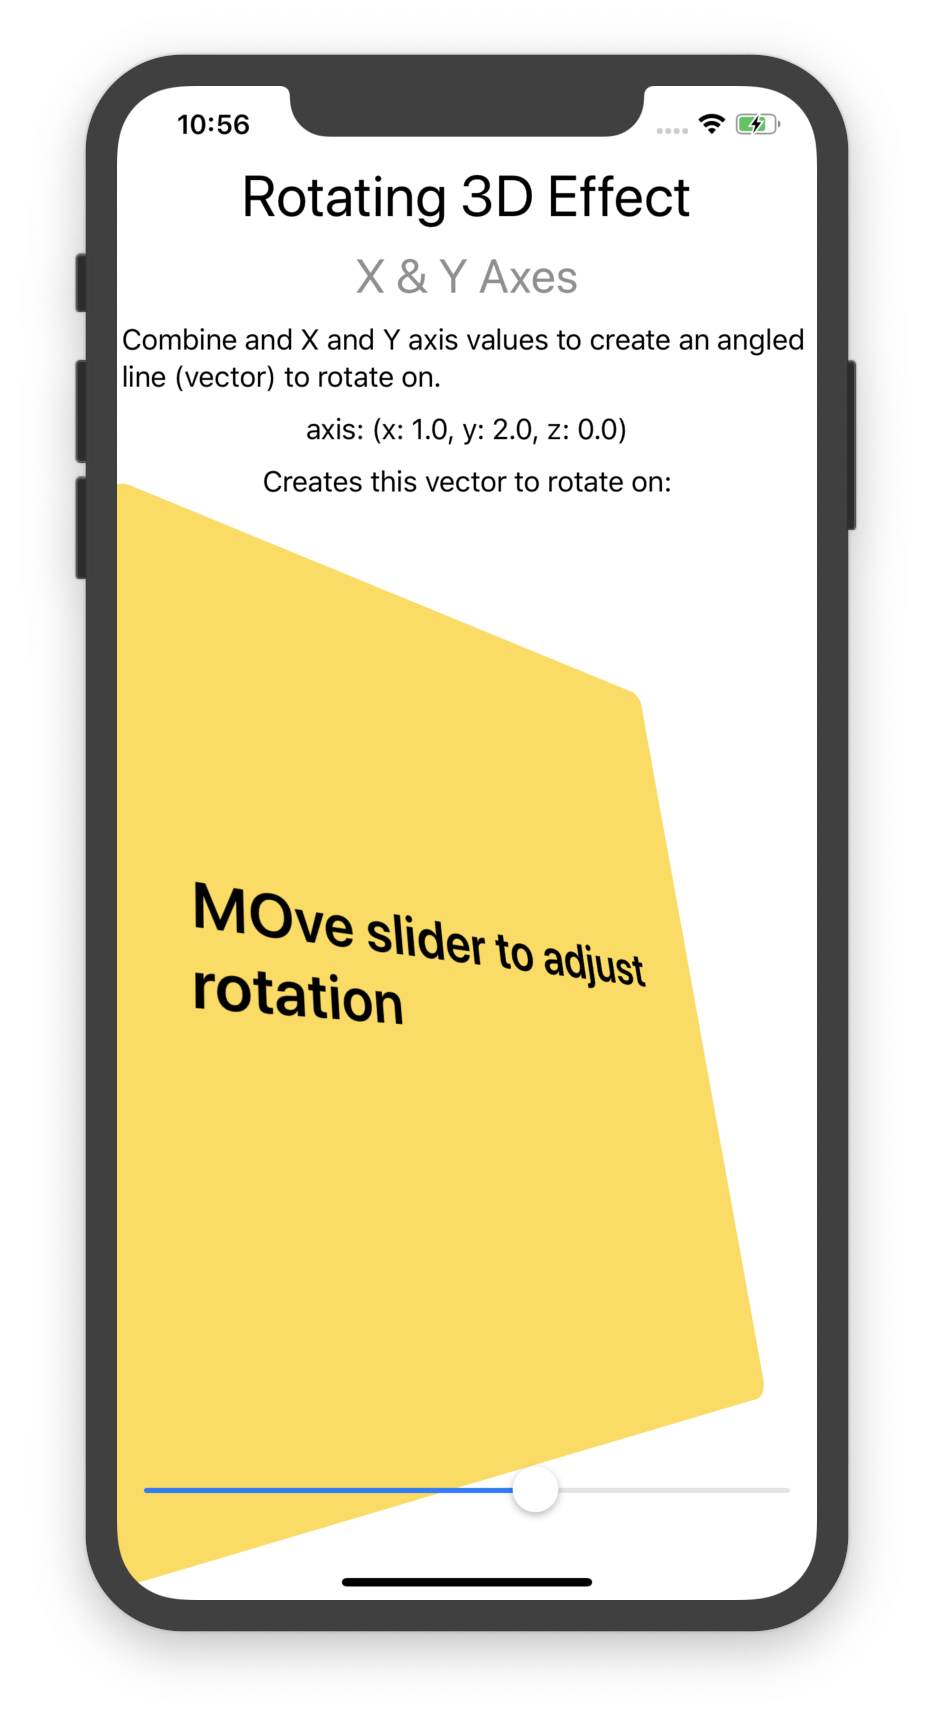 10:56
Rotating 3D Effect
X & Y Axes
Combine and X and Y axis values to create an angled
line (vector) to rotate on.
axis: (x: 1.0, y: 2.0, z: 0.0)
Creates this vector to rotate on:
MOve slider to adjust
rotation